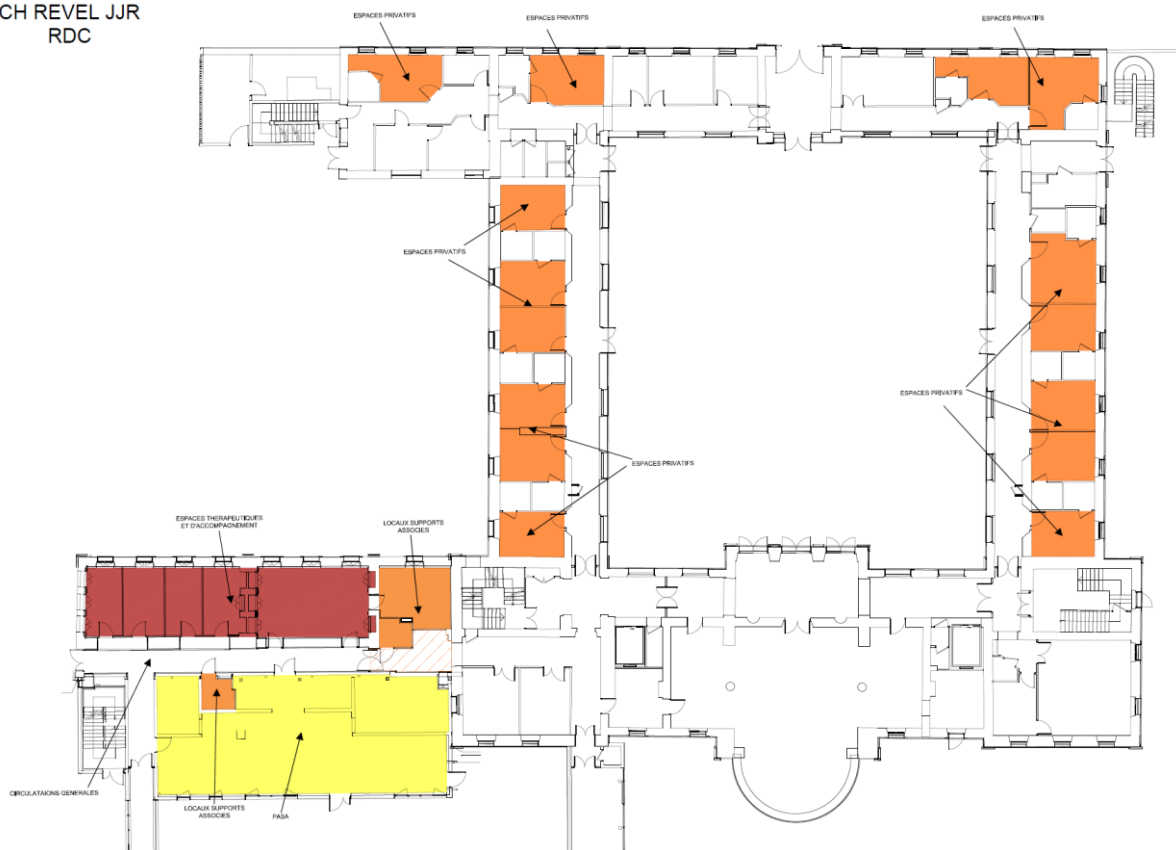 CH REVEL JJR
RDC
ESPACES PRIVATIFS
ESPACES PRIVATIFS
ESPACES PRIVATIFS
ESPACES PRIVATIFS
ESPACES PRIVATIFS
ESPACES PRIVATIFS
ESPACES THERAPEUTIQUES
ET D'ACCOMPAGNEMENT
LOCAUX SUPPORTS
ASSOCIES
CIRCULATAIONS GENERALES
LOCAUX SUPPORTS
ASSOCIES
PASA